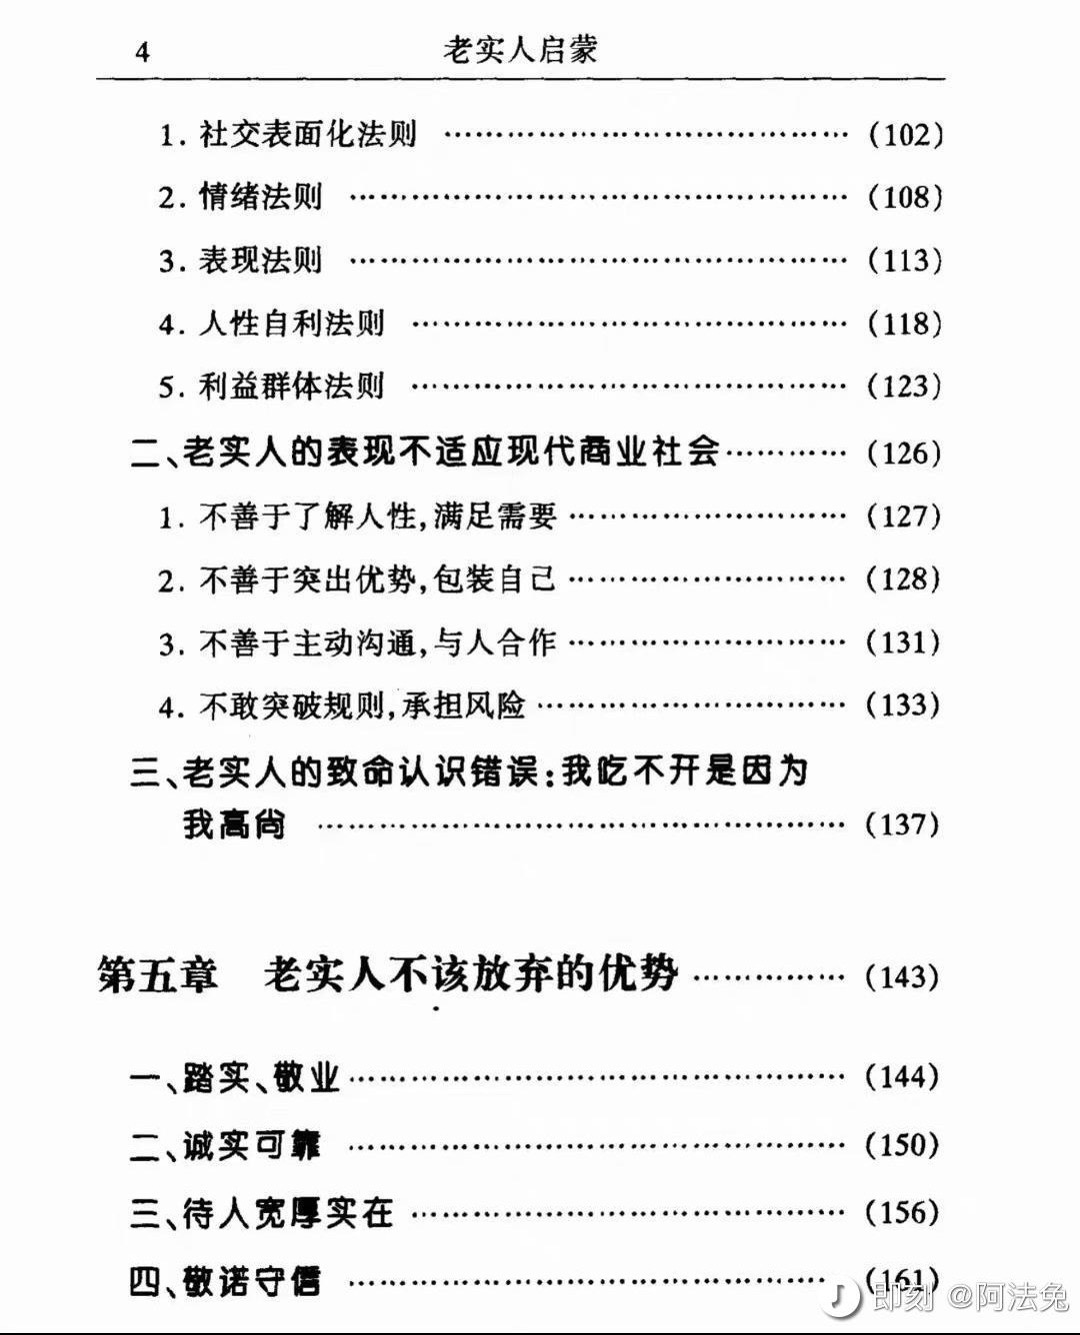 4 老实人启蒙
1. 社交表面化法则 ……………………………… (102)
2. 情绪法则 ……………………………… (108)
3. 表现法则 ……………………………… (113)
4. 人性自利法则 ……………………………… (118)
5. 利益群体法则 ……………………………… (123)
二、老实人的表现不适应现代商业社会 ………… (126)
1. 不善于了解人性,满足需要 ……………………… (127)
2. 不善于突出优势,包装自己 ……………………… (128)
3. 不善于主动沟通,与人合作 ……………………… (131)
4. 不敢突破规则,承担风险 ……………………… (133)
三、老实人的致命认识错误:我吃不开是因为
我高尚 ……………………………… (137)
第五章 老实人不该放弃的优势 …………… (143)
一、踏实、敬业 ……………………………… (144)
二、诚实可靠 ……………………………… (150)
三、待人宽厚实在 ……………………………… (156)
四、敬诺守信 ……………………………… (161)
即刻 @阿法兔